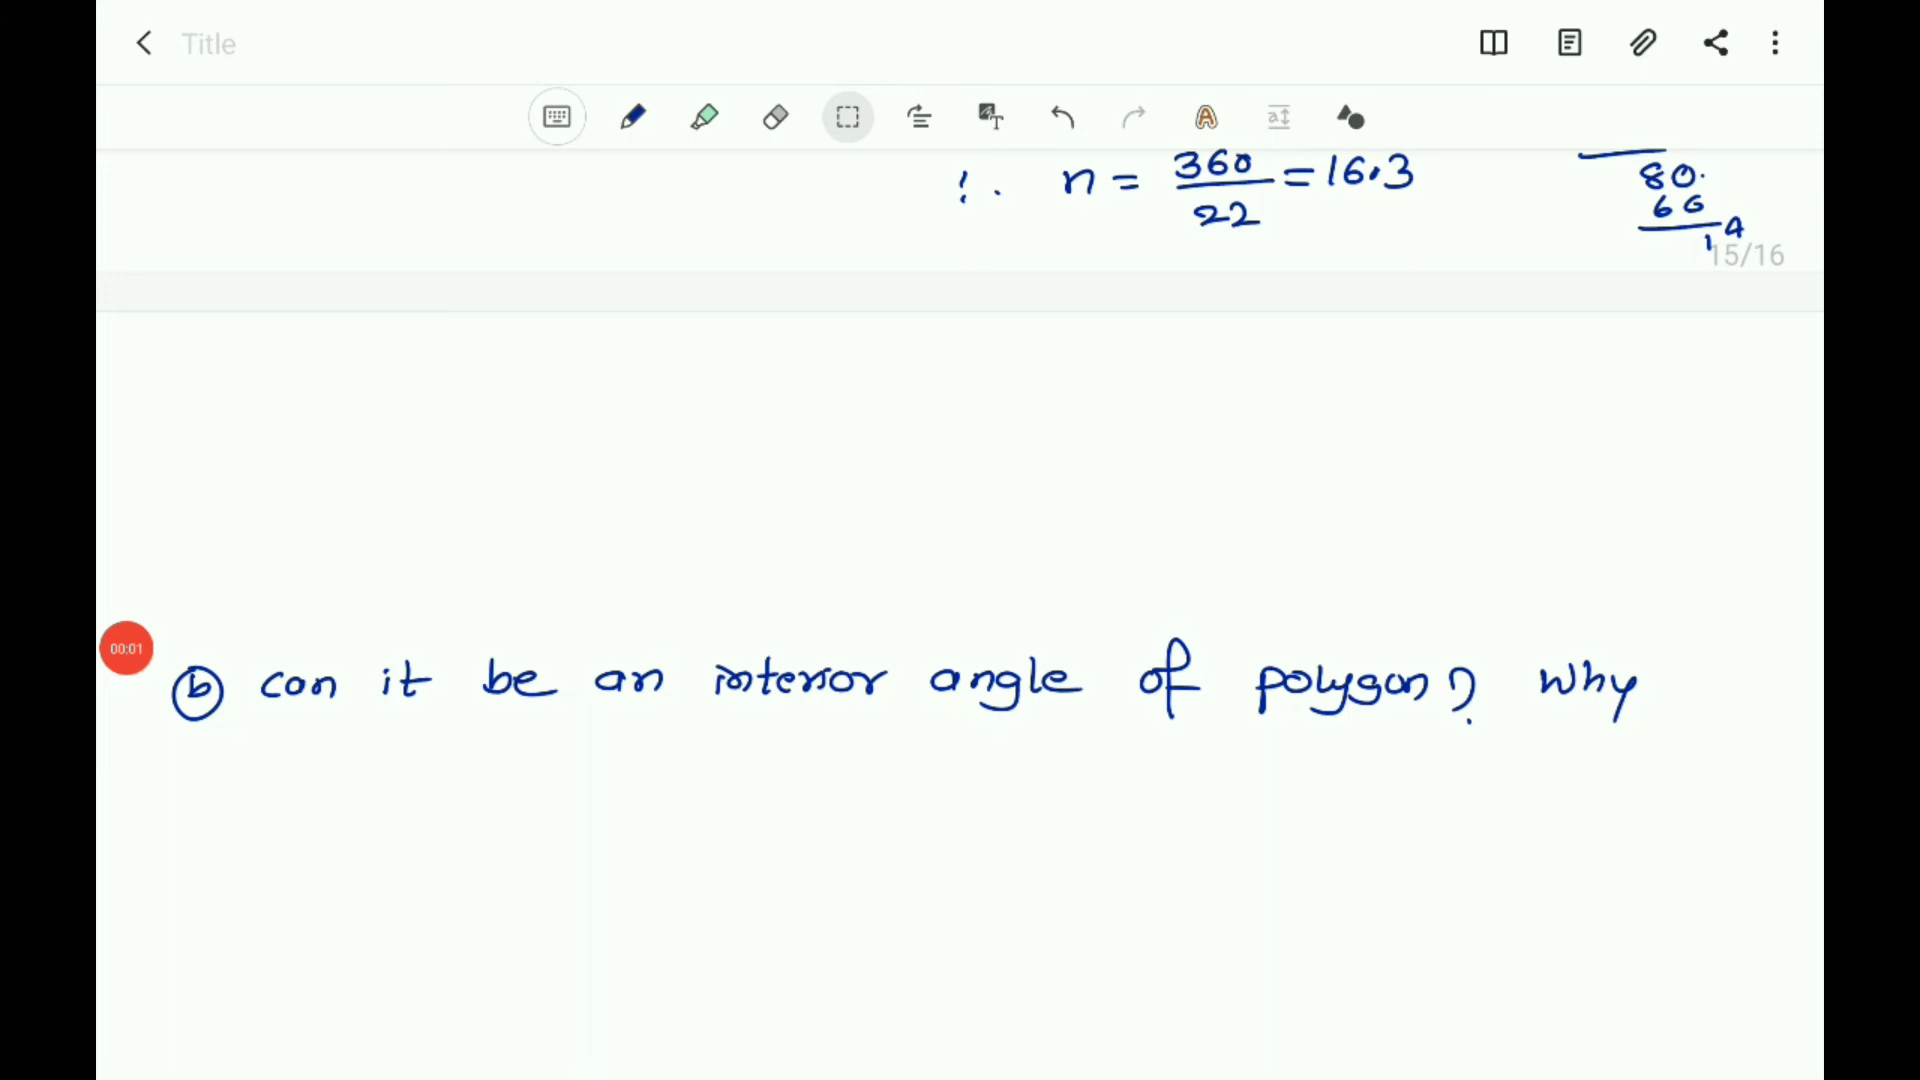 Title
∴ n = 360/22 = 16.3
80.
66
14
15/16
00:01
(b) can it be an interior angle of polygon? Why